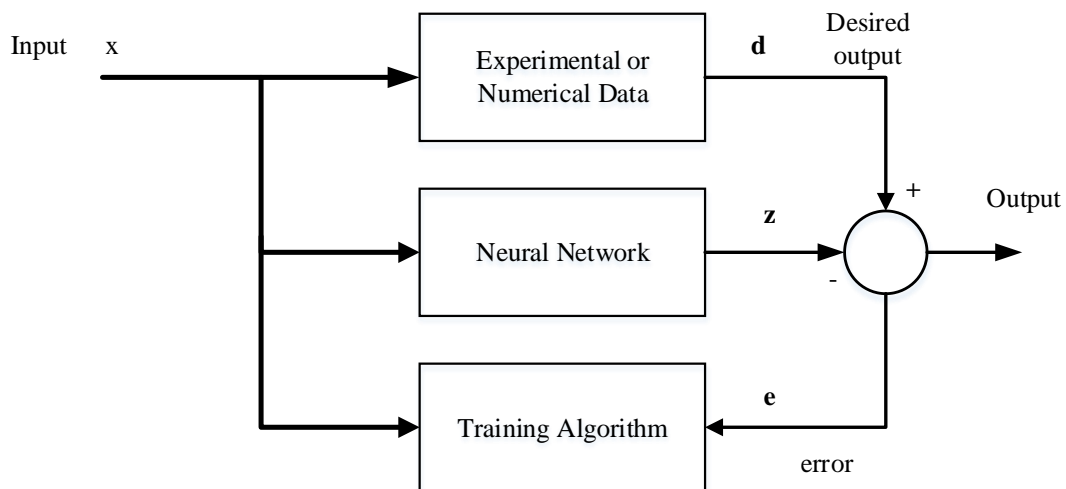 Input x
Experimental or
Numerical Data
d
Desired
output
+
Output
Neural Network
z
-
Training Algorithm
e
error